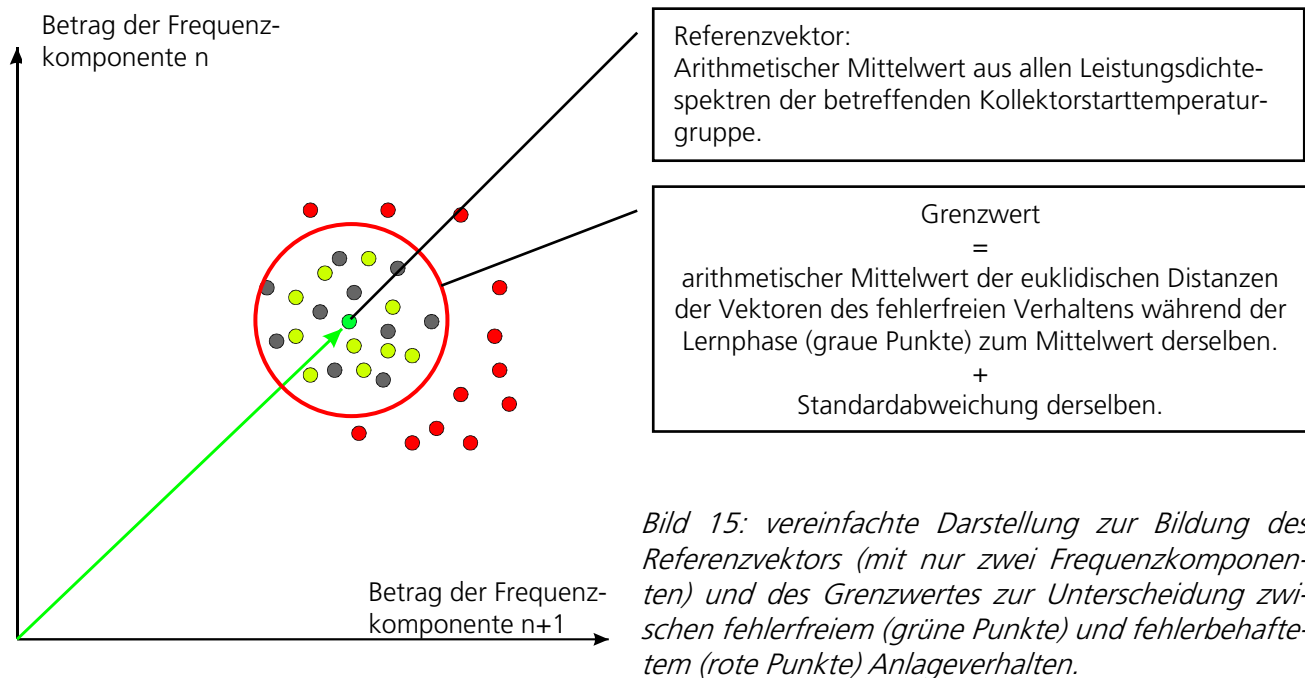 Betrag der Frequenz-
komponente n
Referenzvektor:
Arithmetischer Mittelwert aus allen Leistungsdichte-
spektren der betreffenden Kollektorstarttemperatur-
gruppe.
Grenzwert
=
arithmetischer Mittelwert der euklidischen Distanzen
der Vektoren des fehlerfreien Verhaltens während der
Lernphase (graue Punkte) zum Mittelwert derselben.
+
Standardabweichung derselben.
Betrag der Frequenz-
komponente n+1
Bild 15: vereinfachte Darstellung zur Bildung des
Referenzvektors (mit nur zwei Frequenzkomponen-
ten) und des Grenzwertes zur Unterscheidung zwi-
schen fehlerfreiem (grüne Punkte) und fehlerbehafte-
tem (rote Punkte) Anlageverhalten.